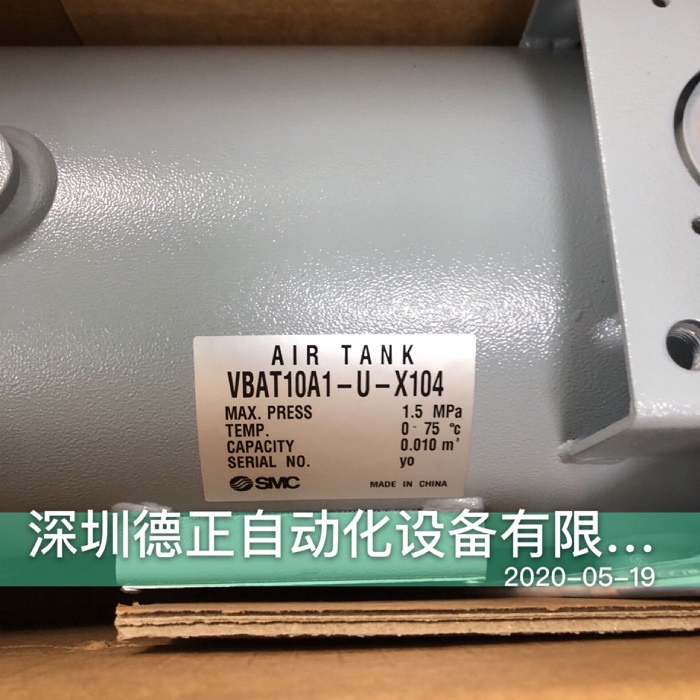 AIR TANK
VBAT10A1-U-X104
MAX. PRESS 1.5 MPa
TEMP. 0-75 ℃
CAPACITY 0.010 m³
SERIAL NO. yo
SMC MADE IN CHINA
深圳德正自动化设备有限...
2020-05-19